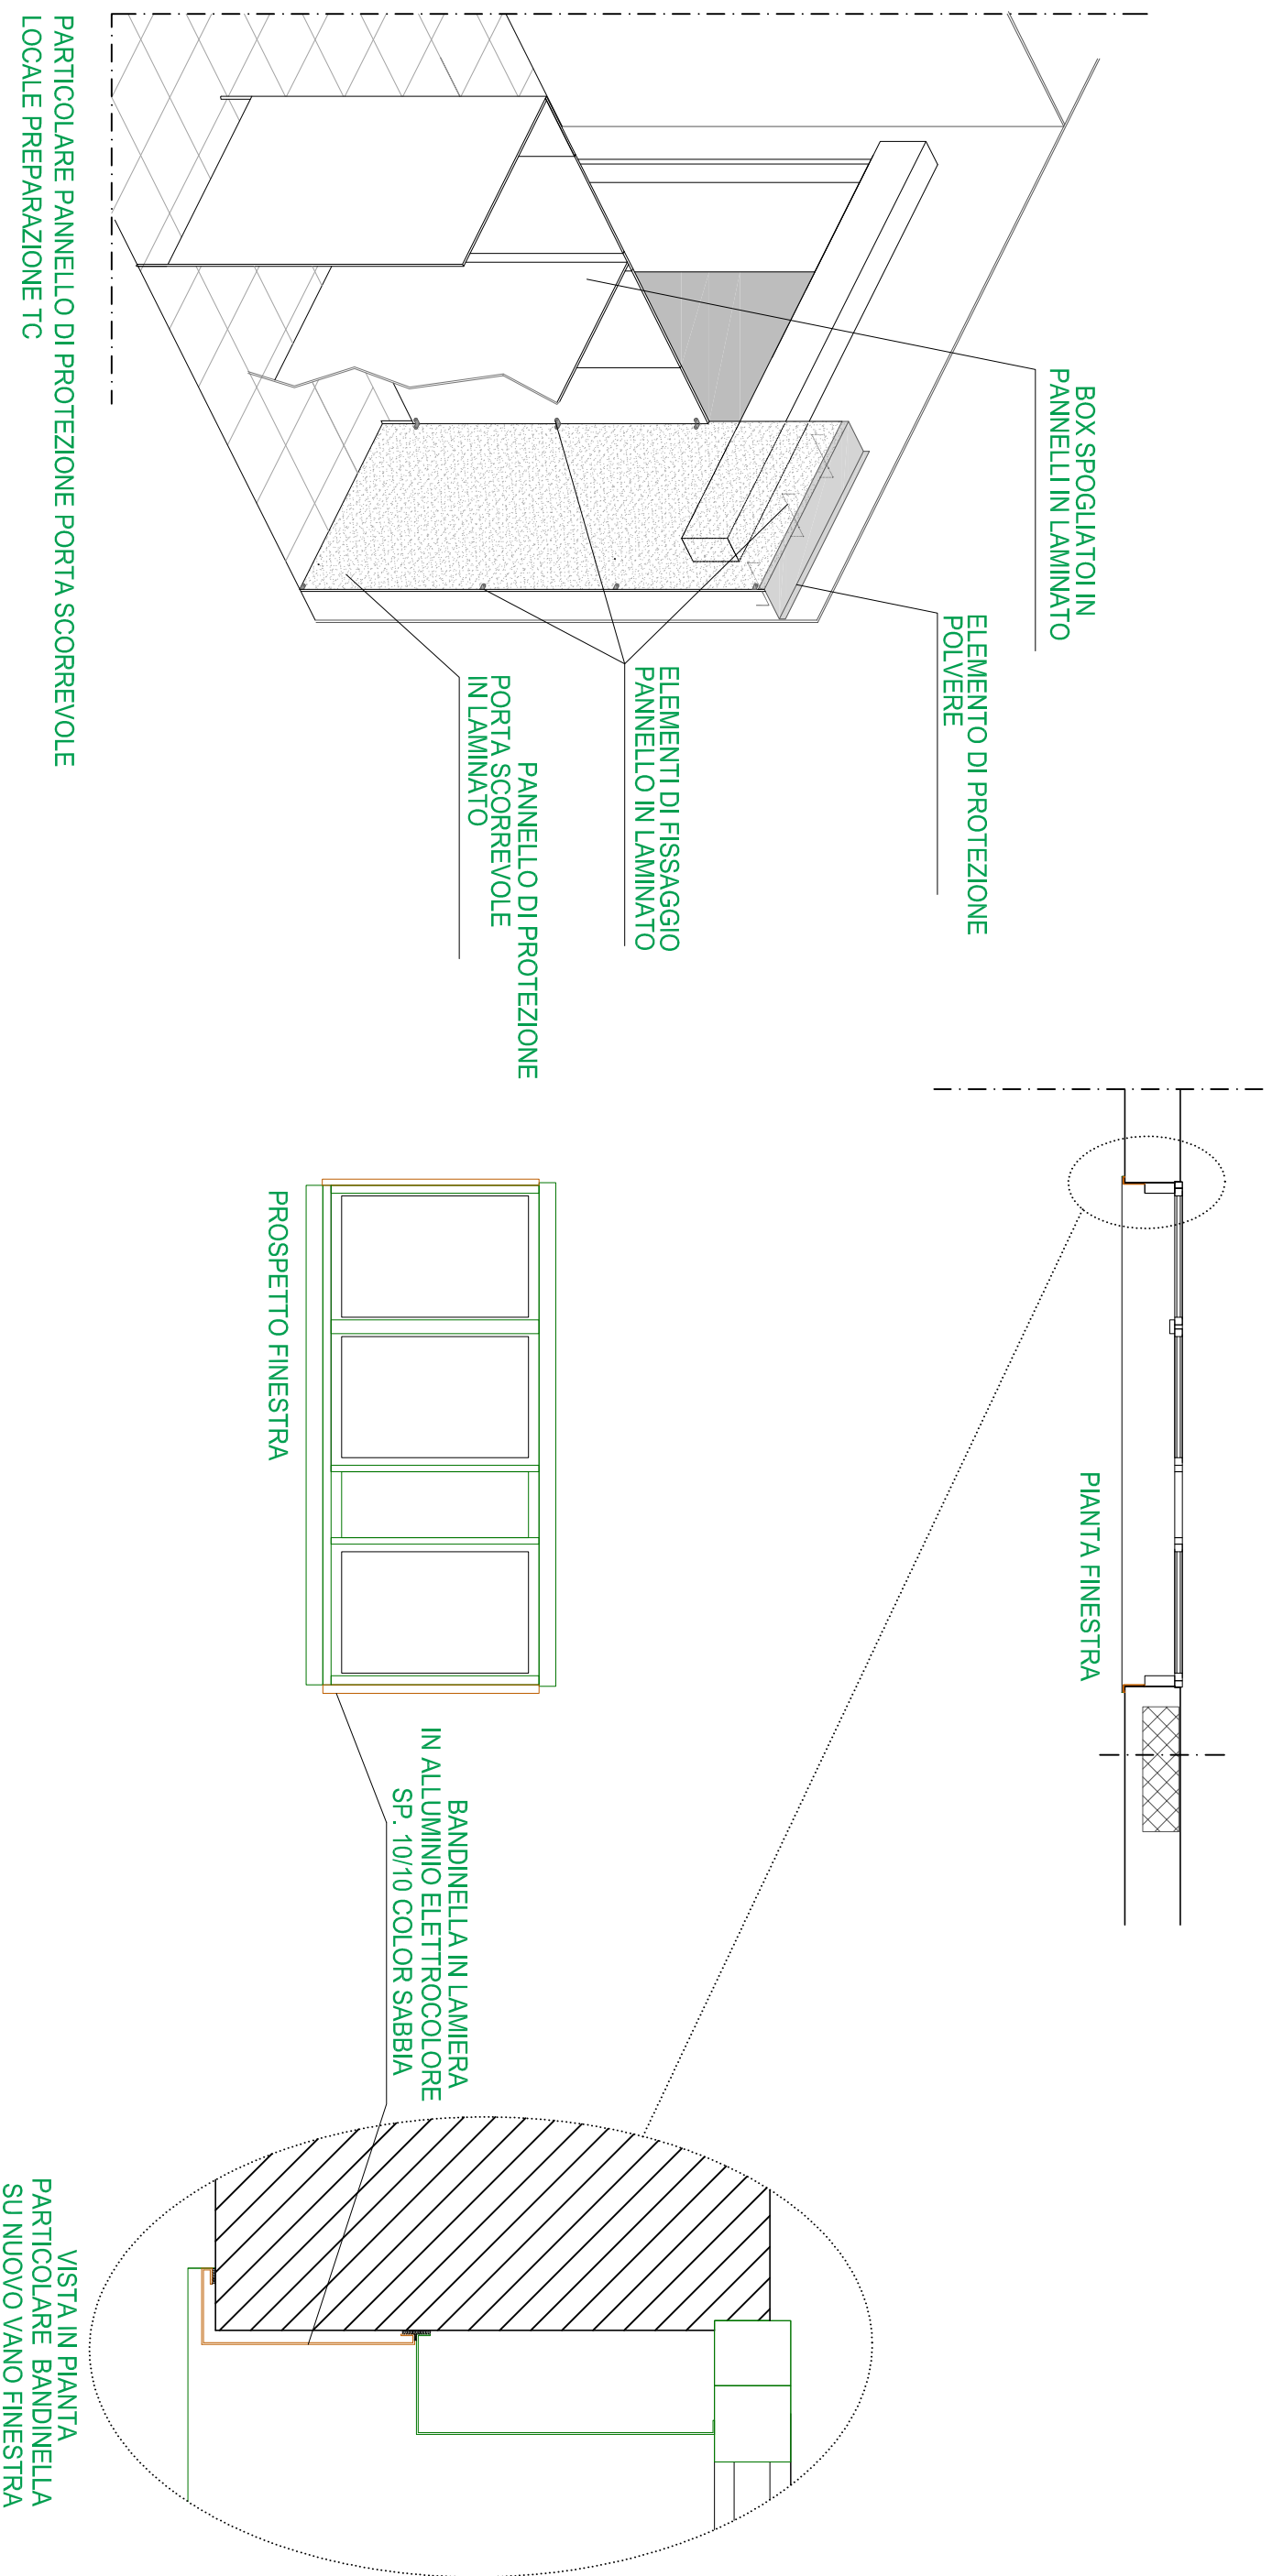 BOX SPOGLIATOI IN
PANNELLI IN LAMINATO
ELEMENTO DI PROTEZIONE
POLVERE
ELEMENTI DI FISSAGGIO
PANNELLO IN LAMINATO
PANNELLO DI PROTEZIONE
PORTA SCORREVOLE
IN LAMINATO
PARTICOLARE PANNELLO DI PROTEZIONE PORTA SCORREVOLE
LOCALE PREPARAZIONE TC
PIANTA FINESTRA
PROSPETTO FINESTRA
BANDINELLA IN LAMIERA
IN ALLUMINIO ELETTROCOLORE
SP. 10/10 COLOR SABBIA
VISTA IN PIANTA
PARTICOLARE BANDINELLA
SU NUOVO VANO FINESTRA